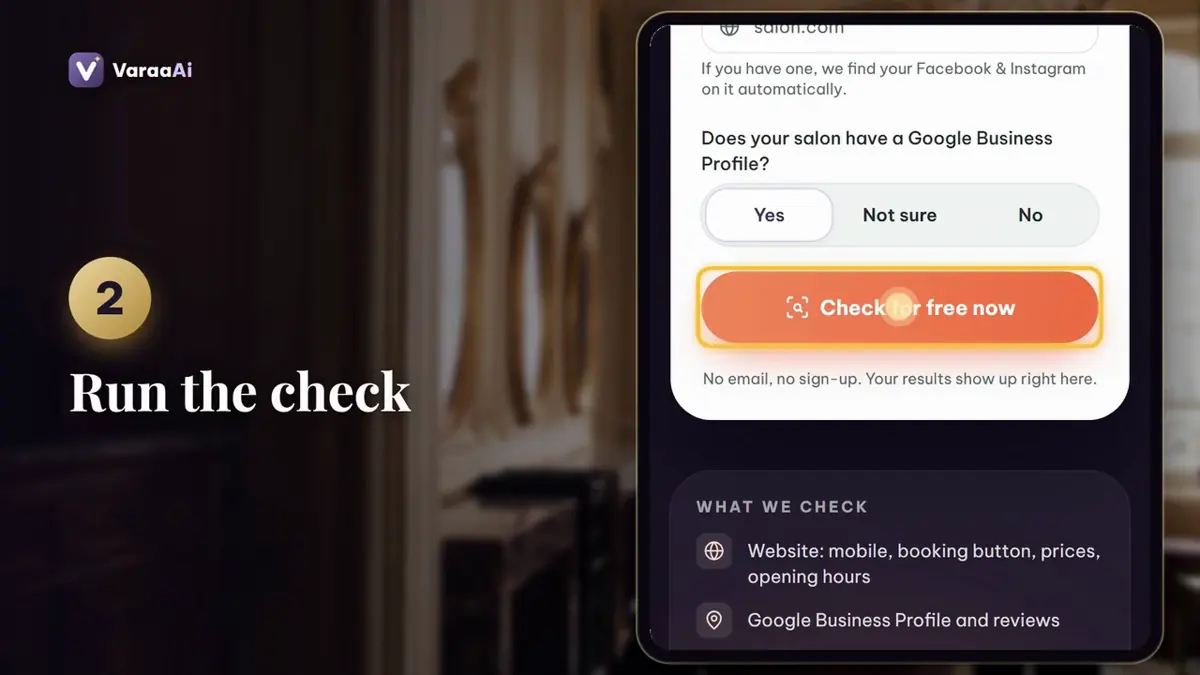 VaraaAi
2
Run the check
salon.com
If you have one, we find your Facebook & Instagram
on it automatically.
Does your salon have a Google Business
Profile?
Yes
Not sure
No
Check for free now
No email, no sign-up. Your results show up right here.
WHAT WE CHECK
Website: mobile, booking button, prices,
opening hours
Google Business Profile and reviews